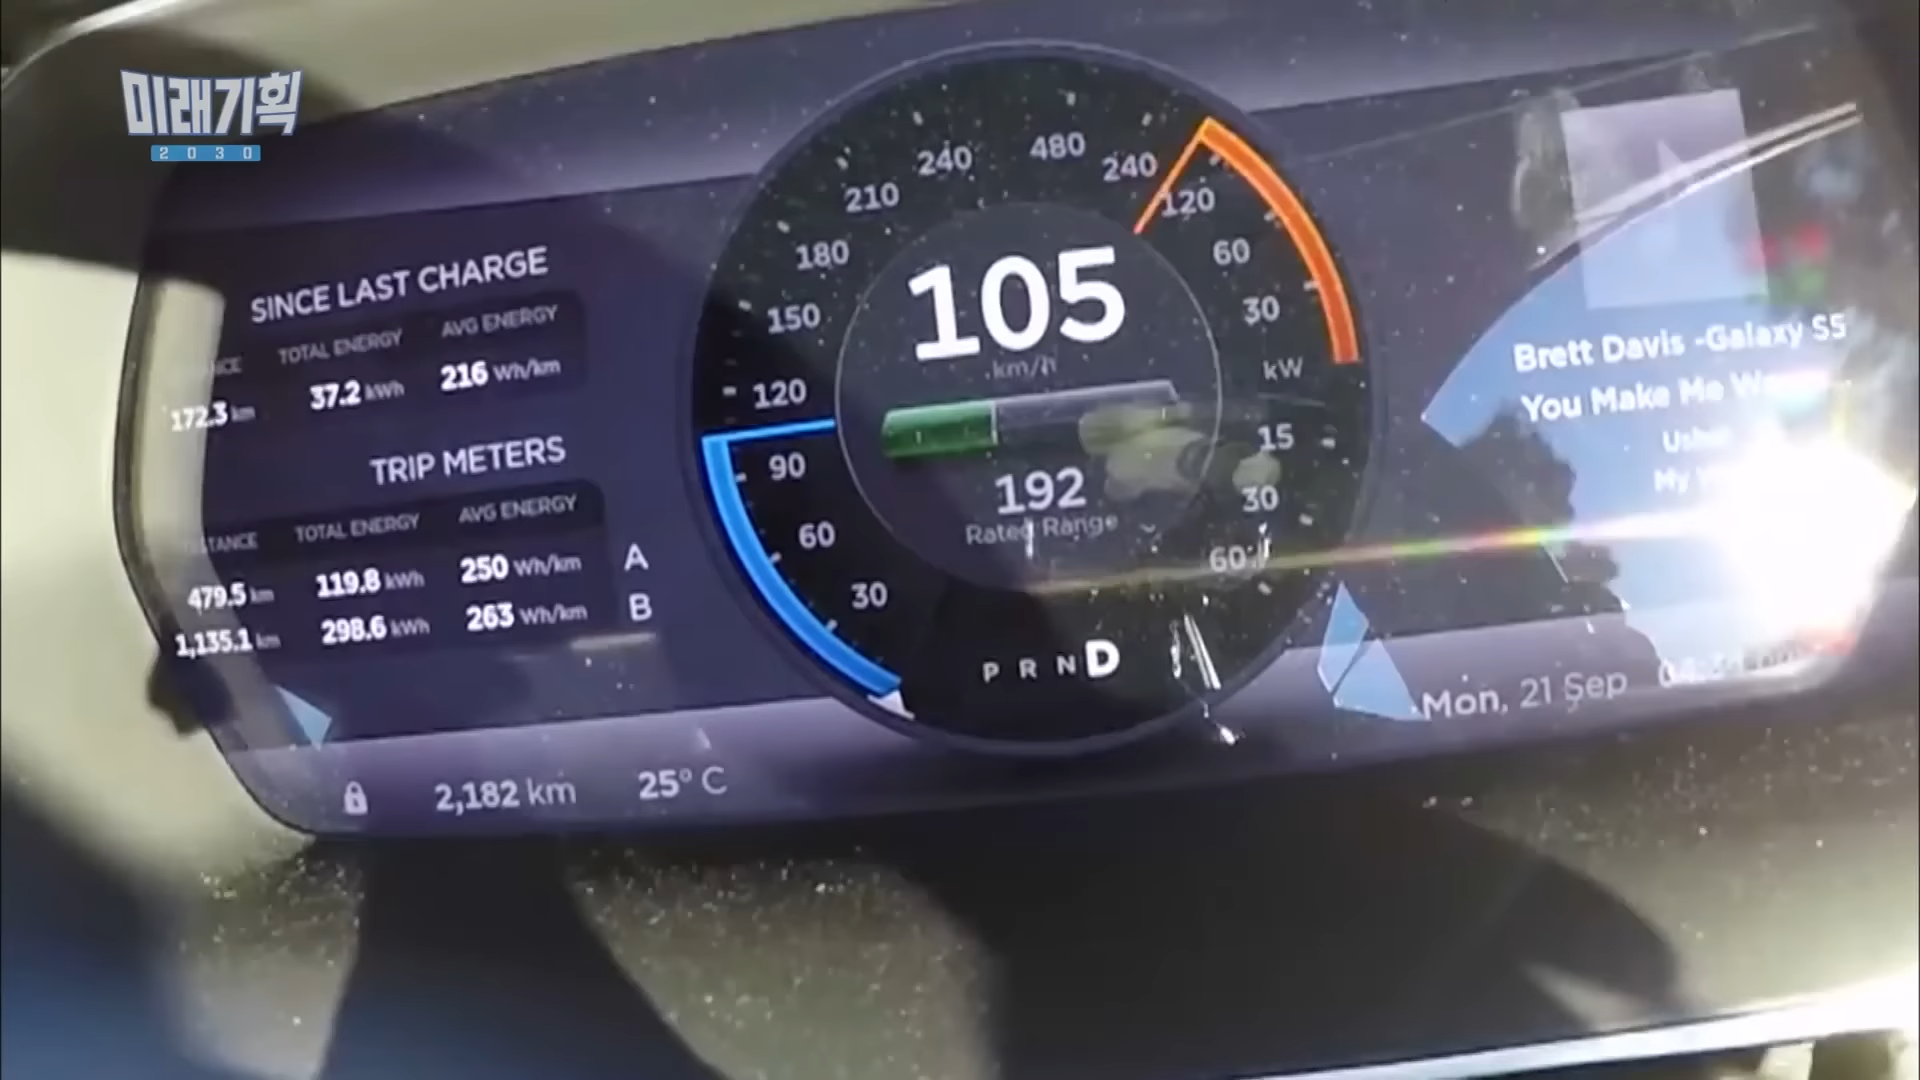 미래기획
2030
SINCE LAST CHARGE
TOTAL ENERGY AVG ENERGY
172.3 km 37.2 kWh 216 Wh/km
TRIP METERS
TOTAL ENERGY AVG ENERGY
479.5 km 119.8 kWh 250 Wh/km A
1,135.1 km 298.6 kWh 263 Wh/km B
2,182 km 25° C
240 480 240
210 120
180 60
150 30
120 kW
90 15
60 30
30 60
105
km/h
192
Rated Range
P R N D
Brett Davis -Galaxy S5
You Make Me
My
Mon, 21 Sep